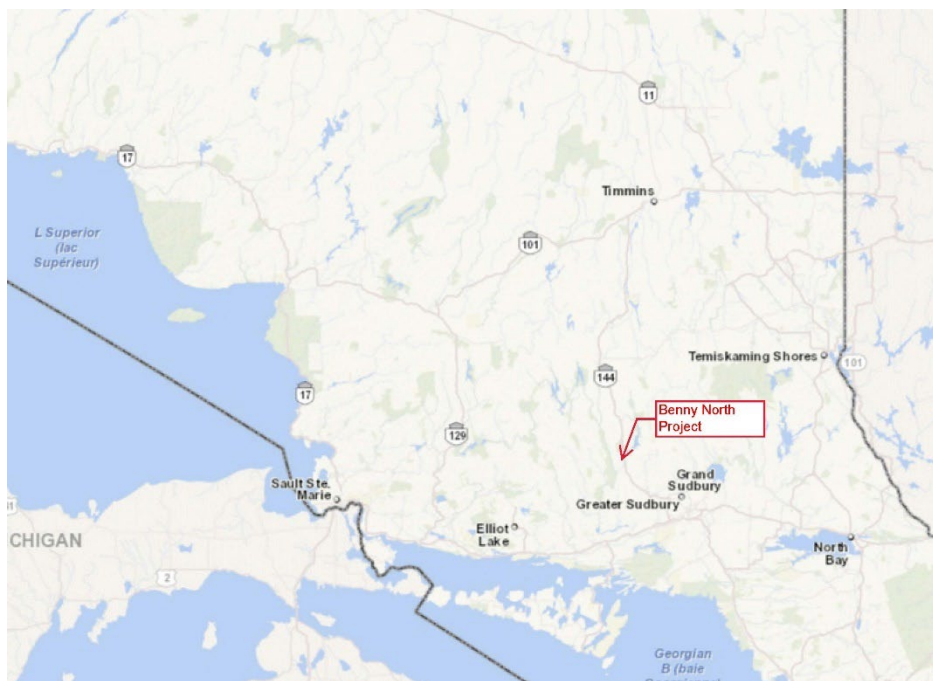 11
17
Timmins
L Superior
(lac
Supérieur)
101
Temiskaming Shores
101
144
17
Benny North
Project
129
Grand
Sudbury
Sault Ste.
Marie
Greater Sudbury
Elliot
Lake
CHIGAN
North
Bay
2
Georgian
B (baie